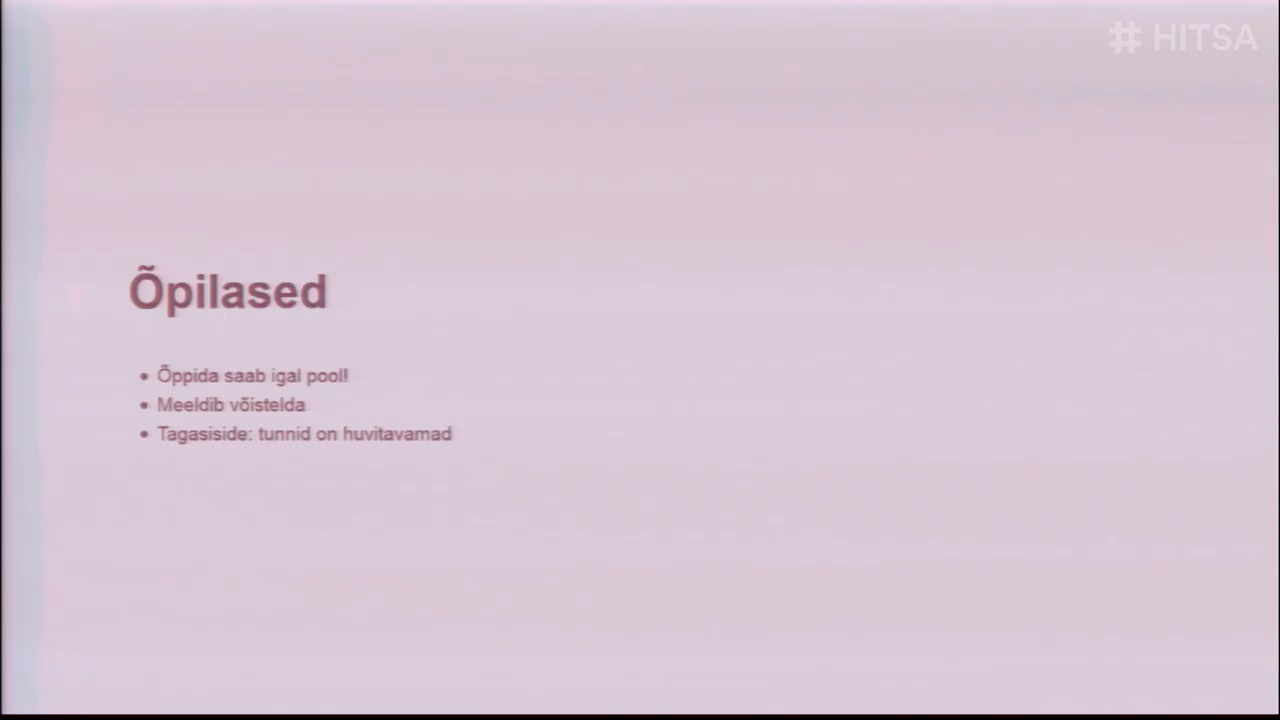 # HITSA
Õpilased
• Õppida saab igal pool!
• Meeldib võistelda
• Tagasiside: tunnid on huvitavamad